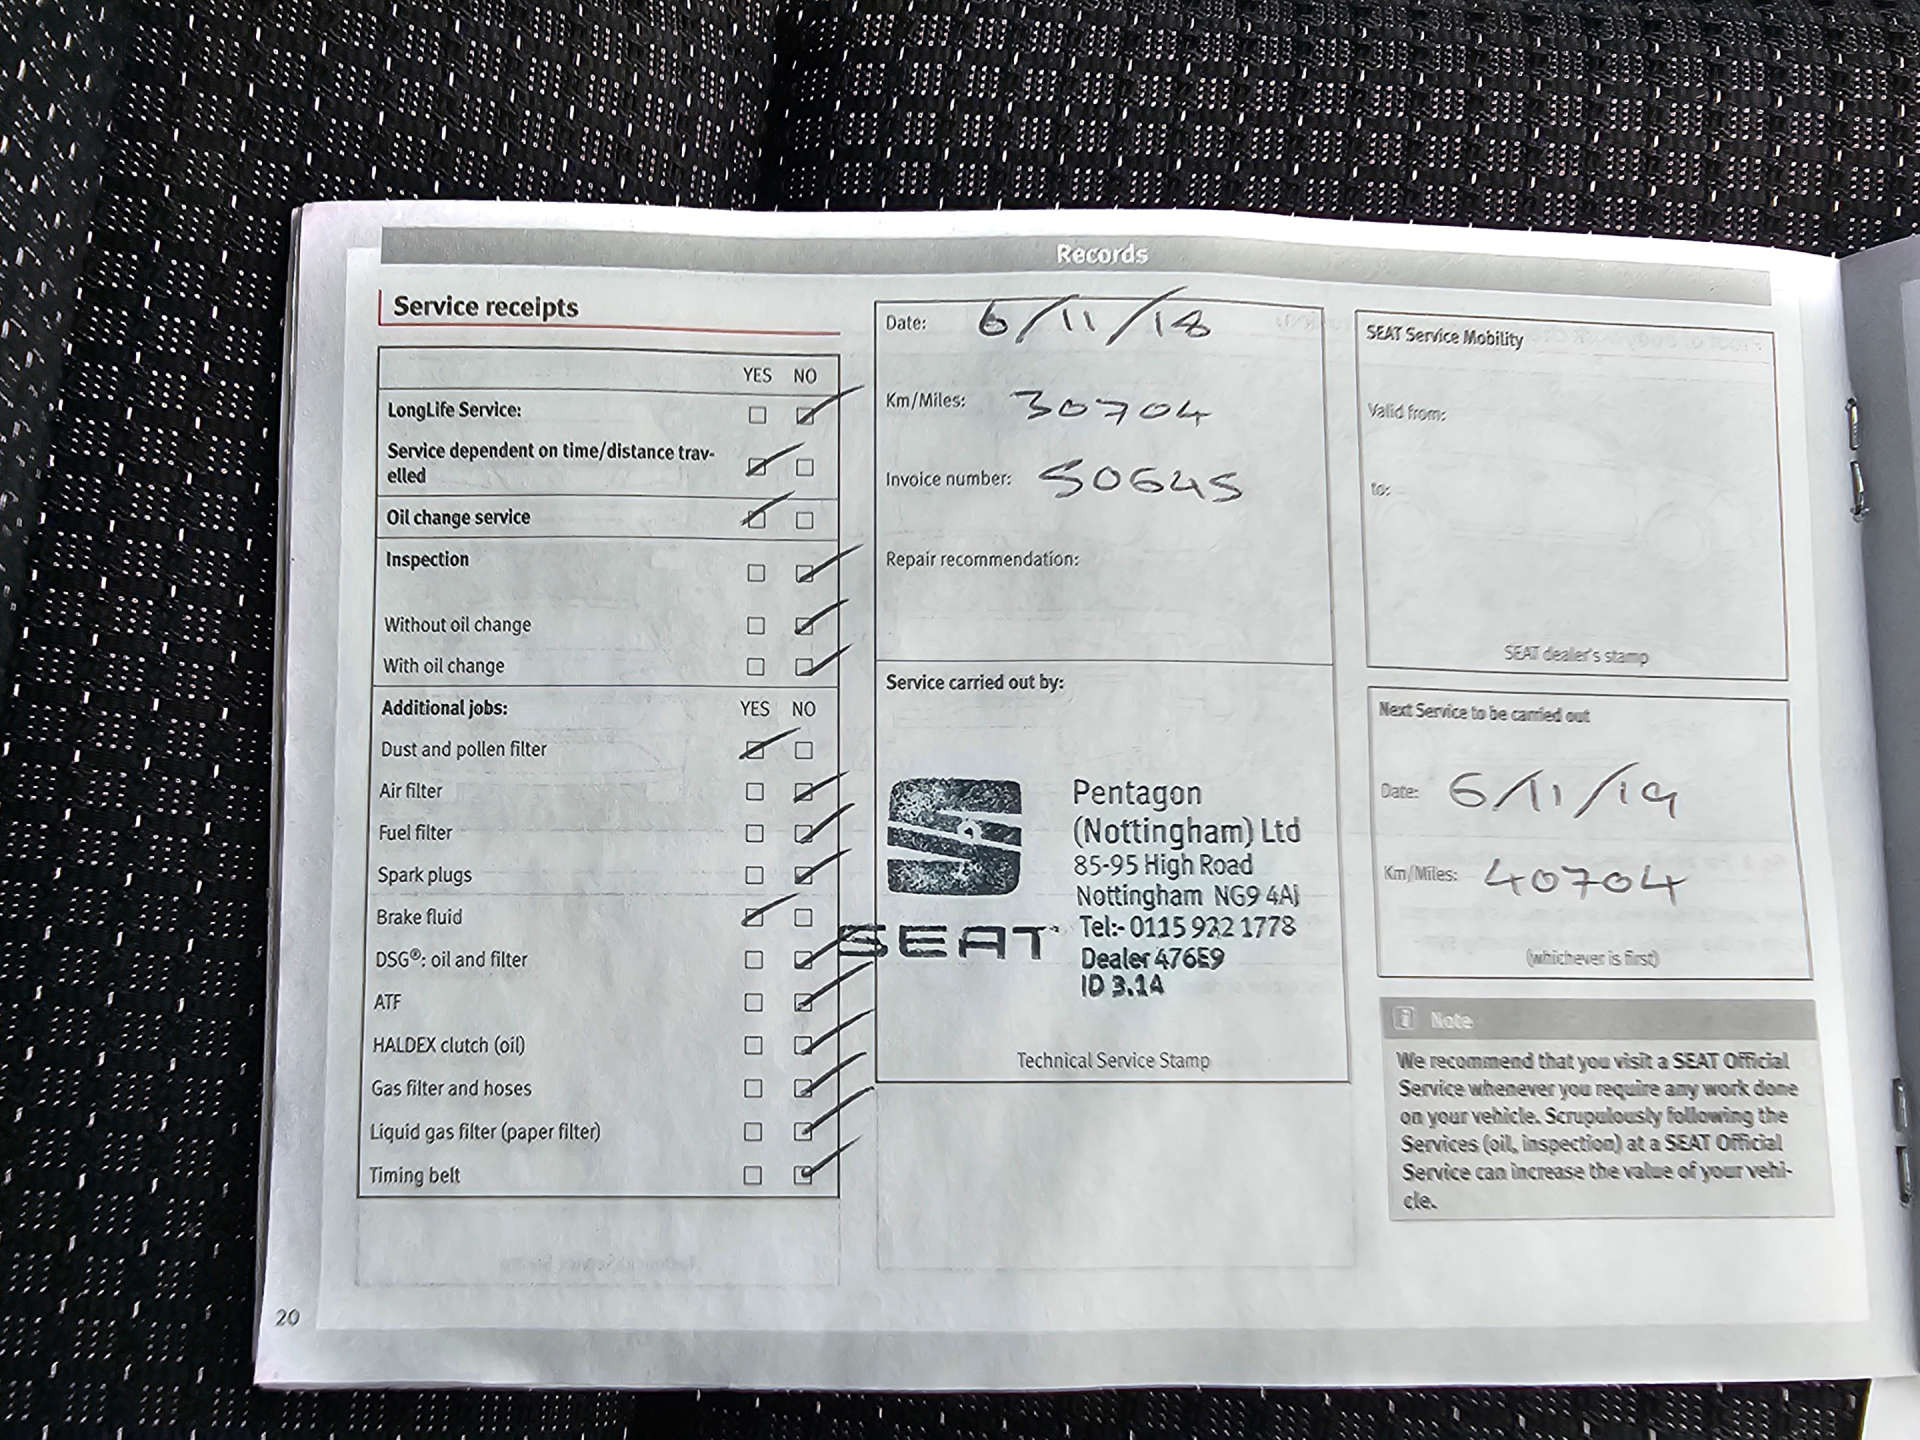 Records
Service receipts
YES NO
LongLife Service:
Service dependent on time/distance trav-
elled
Oil change service
Inspection
Without oil change
With oil change
Additional jobs: YES NO
Dust and pollen filter
Air filter
Fuel filter
Spark plugs
Brake fluid
DSG®: oil and filter
ATF
HALDEX clutch (oil)
Gas filter and hoses
Liquid gas filter (paper filter)
Timing belt
Date: 6/11/18
Km/Miles: 30704
Invoice number: 50645
Repair recommendation:
Service carried out by:
SEAT
Pentagon
(Nottingham) Ltd
85-95 High Road
Nottingham NG9 4AJ
Tel:- 0115 922 1778
Dealer 476E9
ID 3.1A
Technical Service Stamp
SEAT Service Mobility
Valid from:
to:
SEAT dealer's stamp
Next Service to be carried out
Date: 6/11/19
Km/Miles: 40704
(whichever is first)
Note
We recommend that you visit a SEAT Official
Service whenever you require any work done
on your vehicle. Scrupulously following the
Services (oil, inspection) at a SEAT Official
Service can increase the value of your vehi-
cle.
20